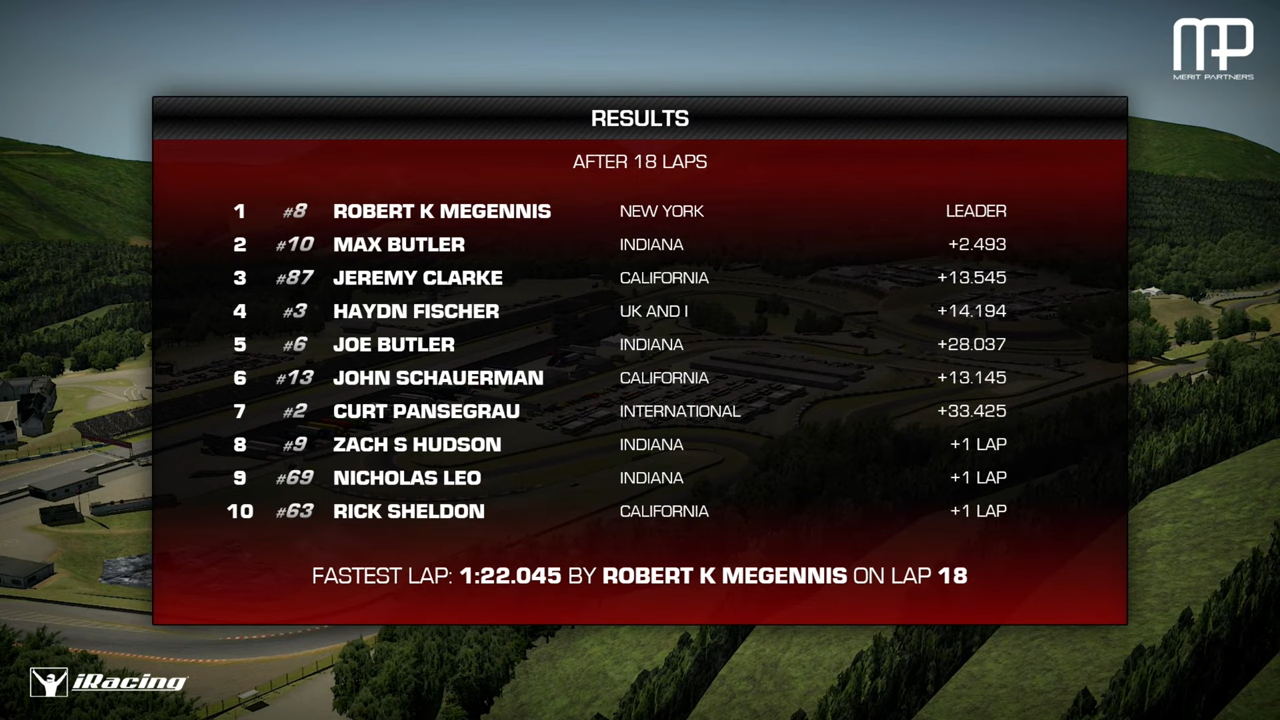 MERIT PARTNERS
RESULTS
AFTER 18 LAPS
1 #8 ROBERT K MEGENNIS NEW YORK LEADER
2 #10 MAX BUTLER INDIANA +2.493
3 #87 JEREMY CLARKE CALIFORNIA +13.545
4 #3 HAYDN FISCHER UK AND I +14.194
5 #6 JOE BUTLER INDIANA +28.037
6 #13 JOHN SCHAUERMAN CALIFORNIA +13.145
7 #2 CURT PANSEGRAU INTERNATIONAL +33.425
8 #9 ZACH S HUDSON INDIANA +1 LAP
9 #69 NICHOLAS LEO INDIANA +1 LAP
10 #63 RICK SHELDON CALIFORNIA +1 LAP
FASTEST LAP: 1:22.045 BY ROBERT K MEGENNIS ON LAP 18
iRacing